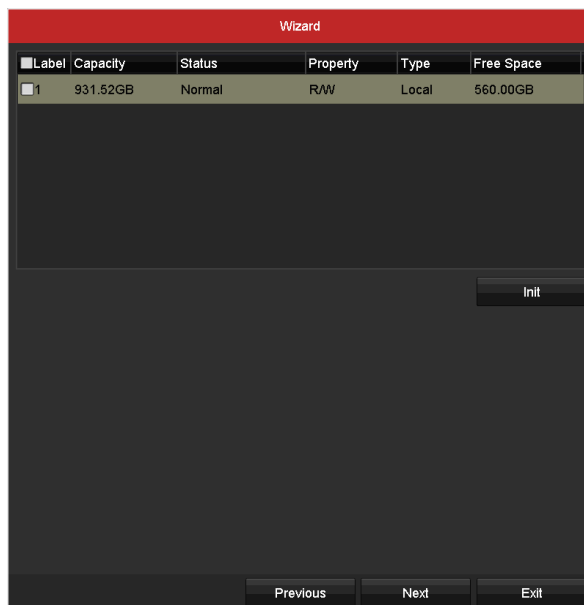 Wizard
Label Capacity Status Property Type Free Space
1 931.52GB Normal R/W Local 560.00GB
Init
Previous Next Exit